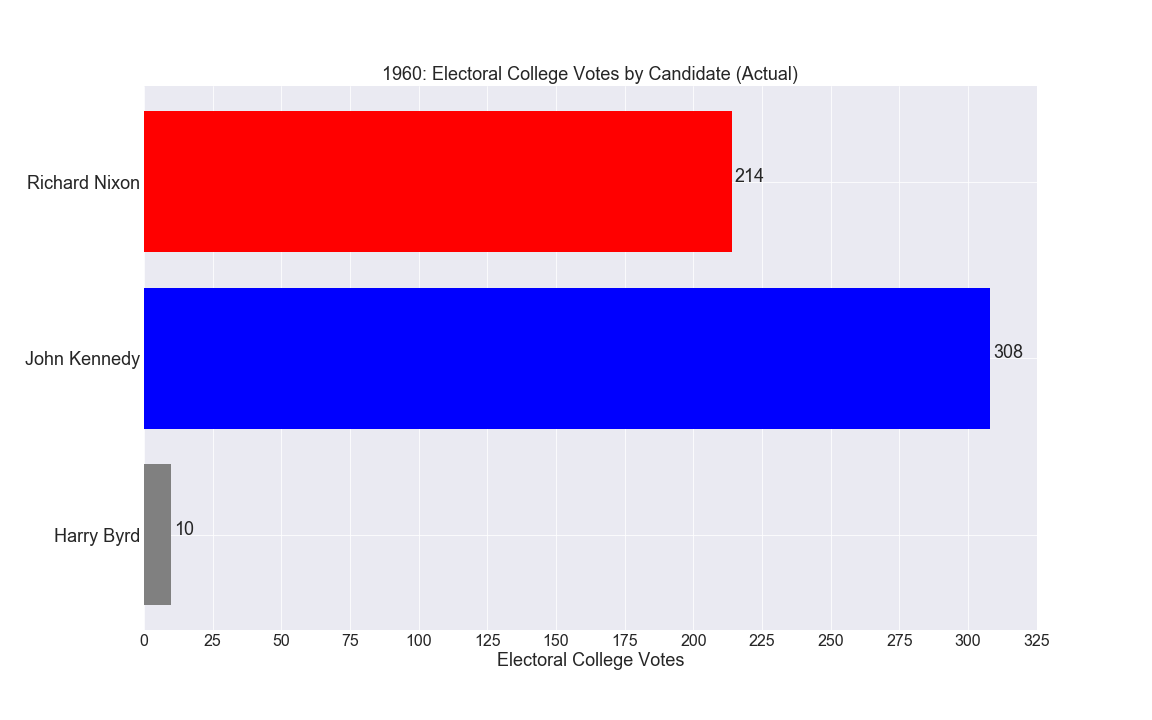 1960: Electoral College Votes by Candidate (Actual)
Richard Nixon
214
John Kennedy
308
Harry Byrd
10
0 25 50 75 100 125 150 175 200 225 250 275 300 325
Electoral College Votes